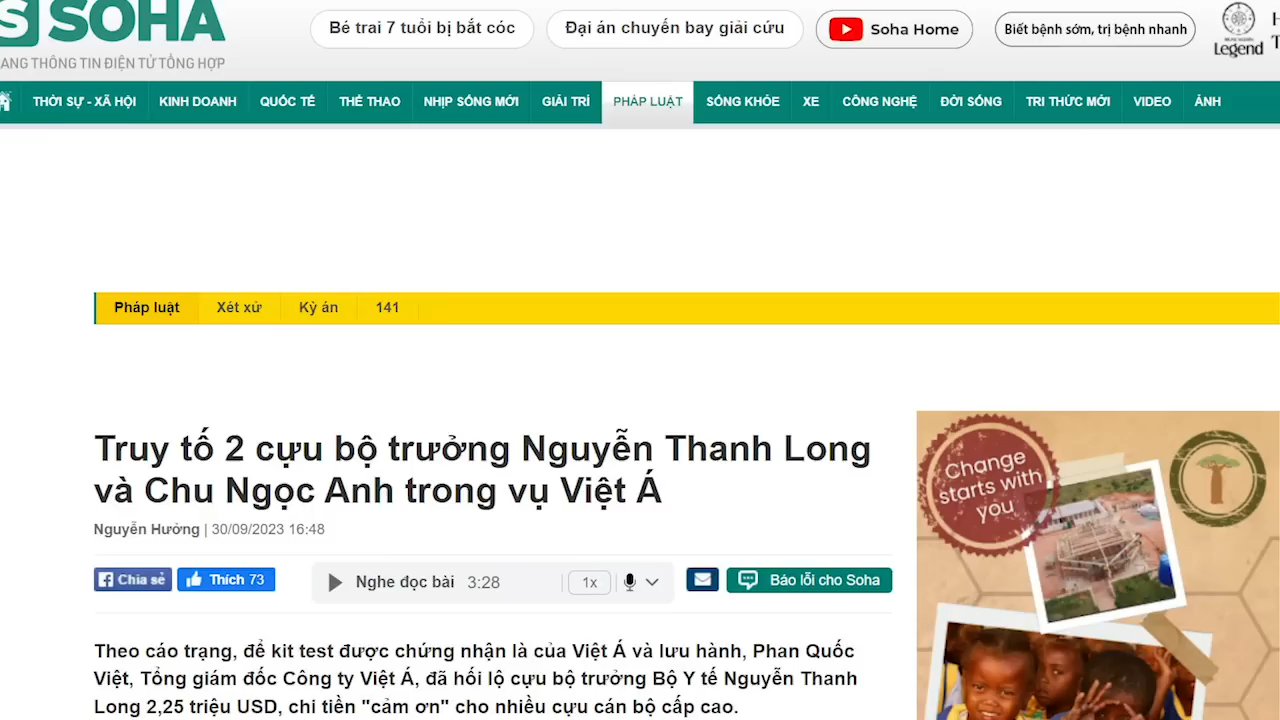 S SOHA
ANG THÔNG TIN ĐIỆN TỬ TỔNG HỢP
Bé trai 7 tuổi bị bắt cóc
Đại án chuyến bay giải cứu
Soha Home
Biết bệnh sớm, trị bệnh nhanh
Legend
THỜI SỰ - XÃ HỘI KINH DOANH QUỐC TẾ THỂ THAO NHỊP SỐNG MỚI GIẢI TRÍ PHÁP LUẬT SỐNG KHỎE XE CÔNG NGHỆ ĐỜI SỐNG TRI THỨC MỚI VIDEO ẢNH
Pháp luật Xét xử Kỳ án 141
Truy tố 2 cựu bộ trưởng Nguyễn Thanh Long
và Chu Ngọc Anh trong vụ Việt Á
Nguyễn Hưởng | 30/09/2023 16:48
Chia sẻ Thích 73 Nghe đọc bài 3:28 1x Báo lỗi cho Soha
Theo cáo trạng, để kit test được chứng nhận là của Việt Á và lưu hành, Phan Quốc
Việt, Tổng giám đốc Công ty Việt Á, đã hối lộ cựu bộ trưởng Bộ Y tế Nguyễn Thanh
Long 2,25 triệu USD, chi tiền "cảm ơn" cho nhiều cựu cán bộ cấp cao.
Change
starts with
you